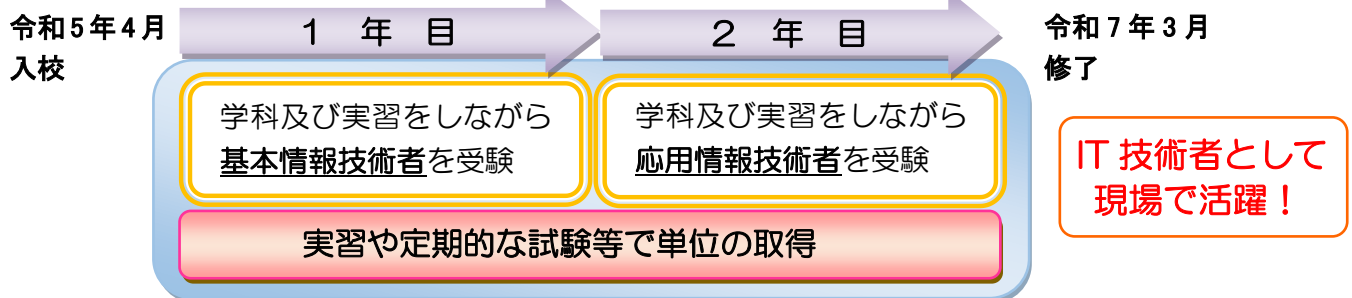 令和5年4月
入校
１年目
２年目
令和７年３月
修了
学科及び実習をしながら
基本情報技術者を受験
学科及び実習をしながら
応用情報技術者を受験
IT 技術者として
現場で活躍！
実習や定期的な試験等で単位の取得